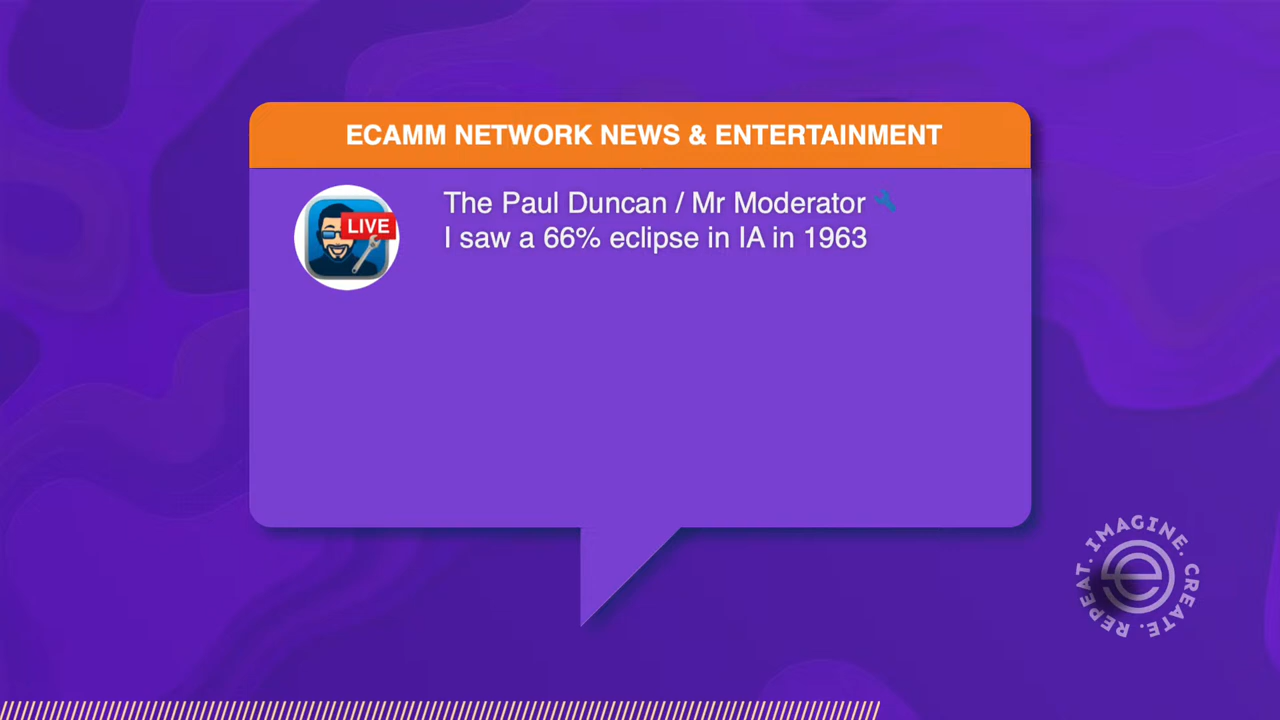 ECAMM NETWORK NEWS & ENTERTAINMENT
The Paul Duncan / Mr Moderator
I saw a 66% eclipse in IA in 1963
LIVE
IMAGINE. CREATE. REPEAT.